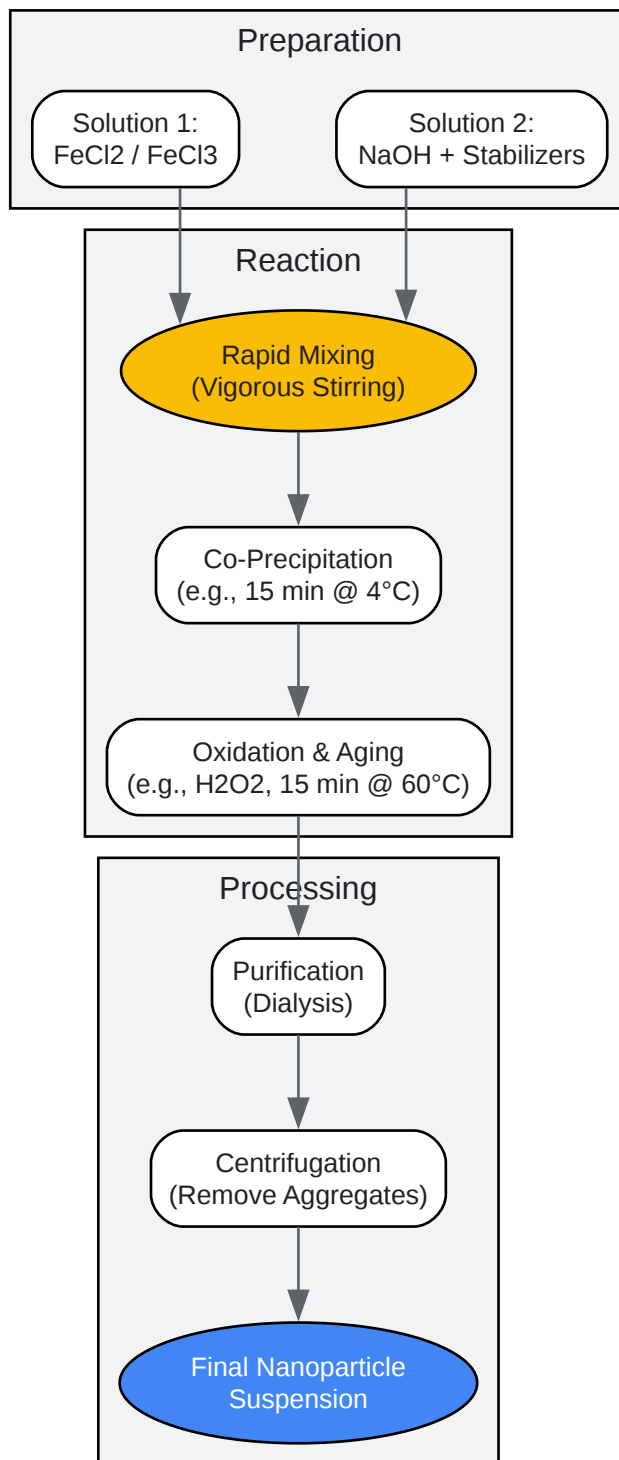 Preparation
Solution 1:
FeCl2 / FeCl3
Solution 2:
NaOH + Stabilizers
Reaction
Rapid Mixing
(Vigorous Stirring)
Co-Precipitation
(e.g., 15 min @ 4°C)
Oxidation & Aging
(e.g., H2O2, 15 min @ 60°C)
Processing
Purification
(Dialysis)
Centrifugation
(Remove Aggregates)
Final Nanoparticle
Suspension